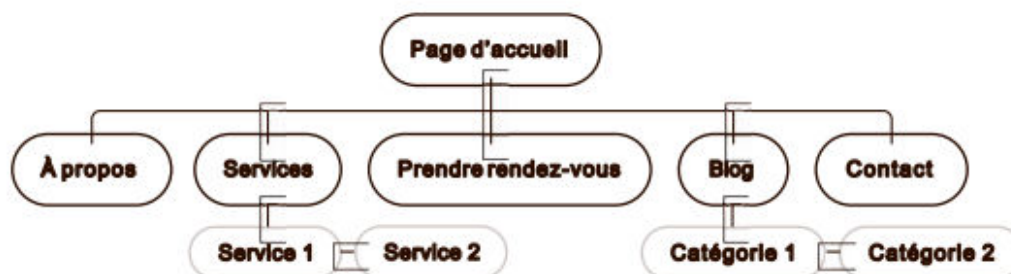 Page d'accueil
À propos
Services
Prendre rendez-vous
Blog
Contact
Service 1
Service 2
Catégorie 1
Catégorie 2